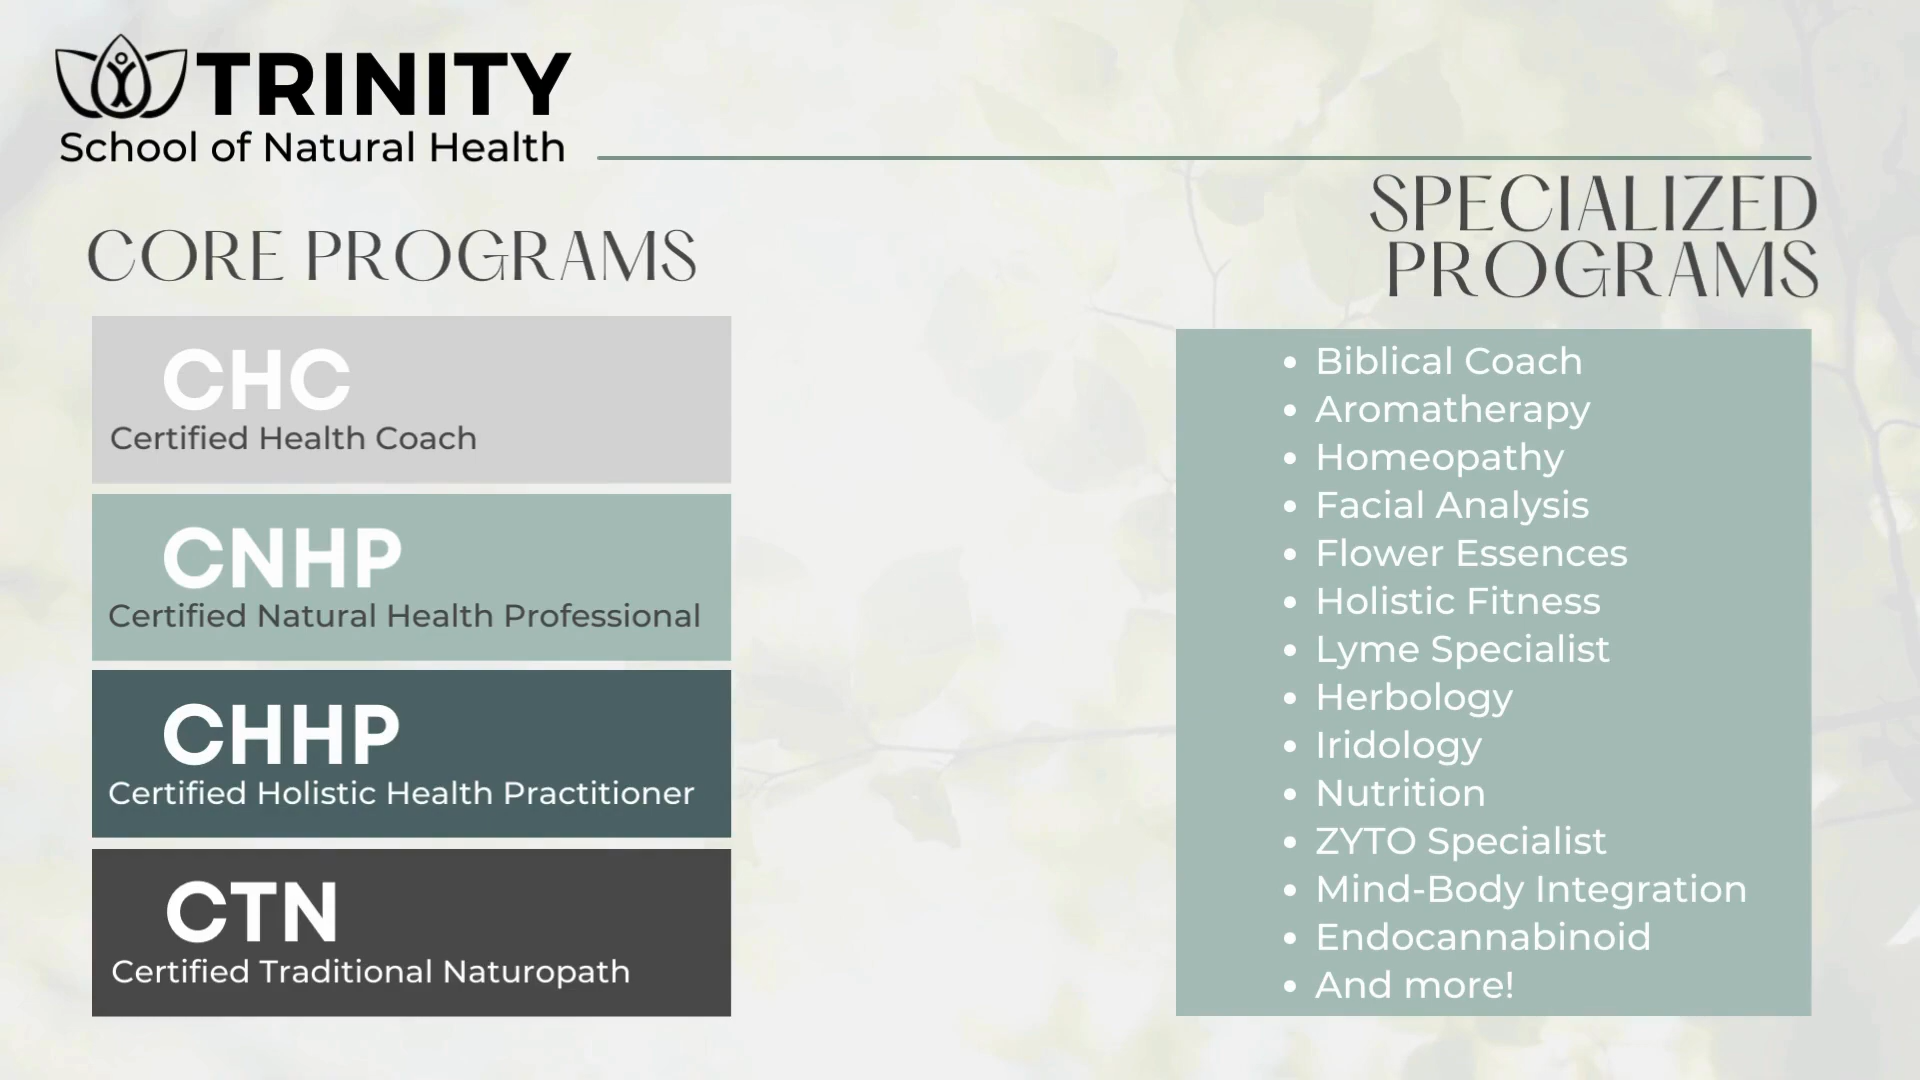 TRINITY
School of Natural Health
CORE PROGRAMS
CHC
Certified Health Coach
CNHP
Certified Natural Health Professional
CHHP
Certified Holistic Health Practitioner
CTN
Certified Traditional Naturopath
SPECIALIZED
PROGRAMS
• Biblical Coach
• Aromatherapy
• Homeopathy
• Facial Analysis
• Flower Essences
• Holistic Fitness
• Lyme Specialist
• Herbology
• Iridology
• Nutrition
• ZYTO Specialist
• Mind-Body Integration
• Endocannabinoid
• And more!